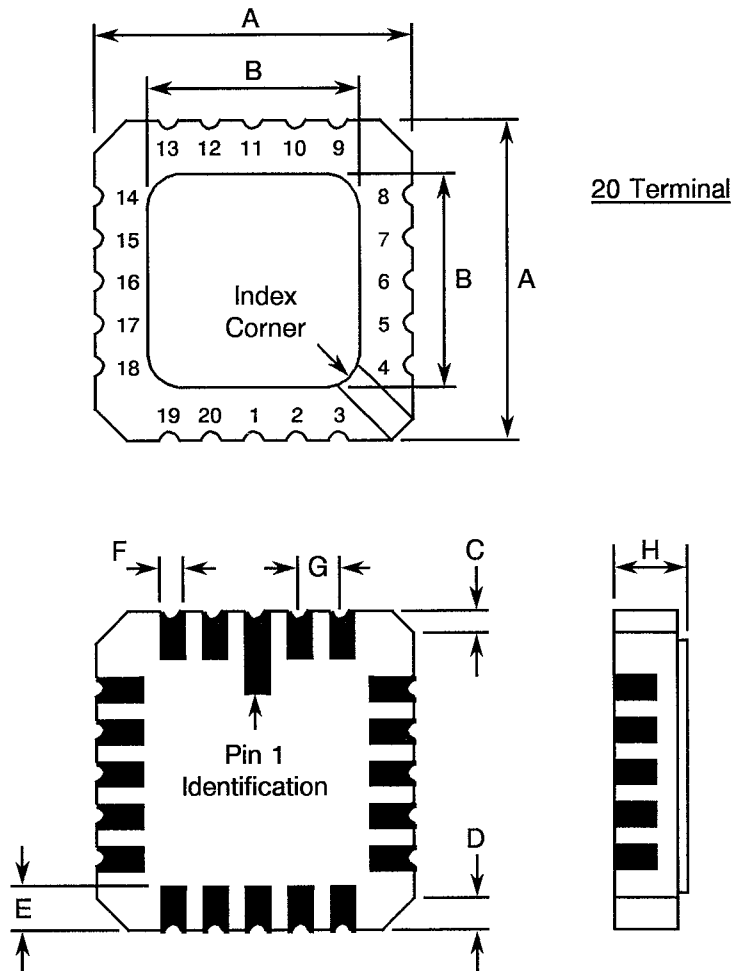 A
B
13 12 11 10 9
20 Terminal
14 8
15 7
16 6
17 5
18 4
B A
Index
Corner
19 20 1 2 3
F G C H
Pin 1
Identification
D
E